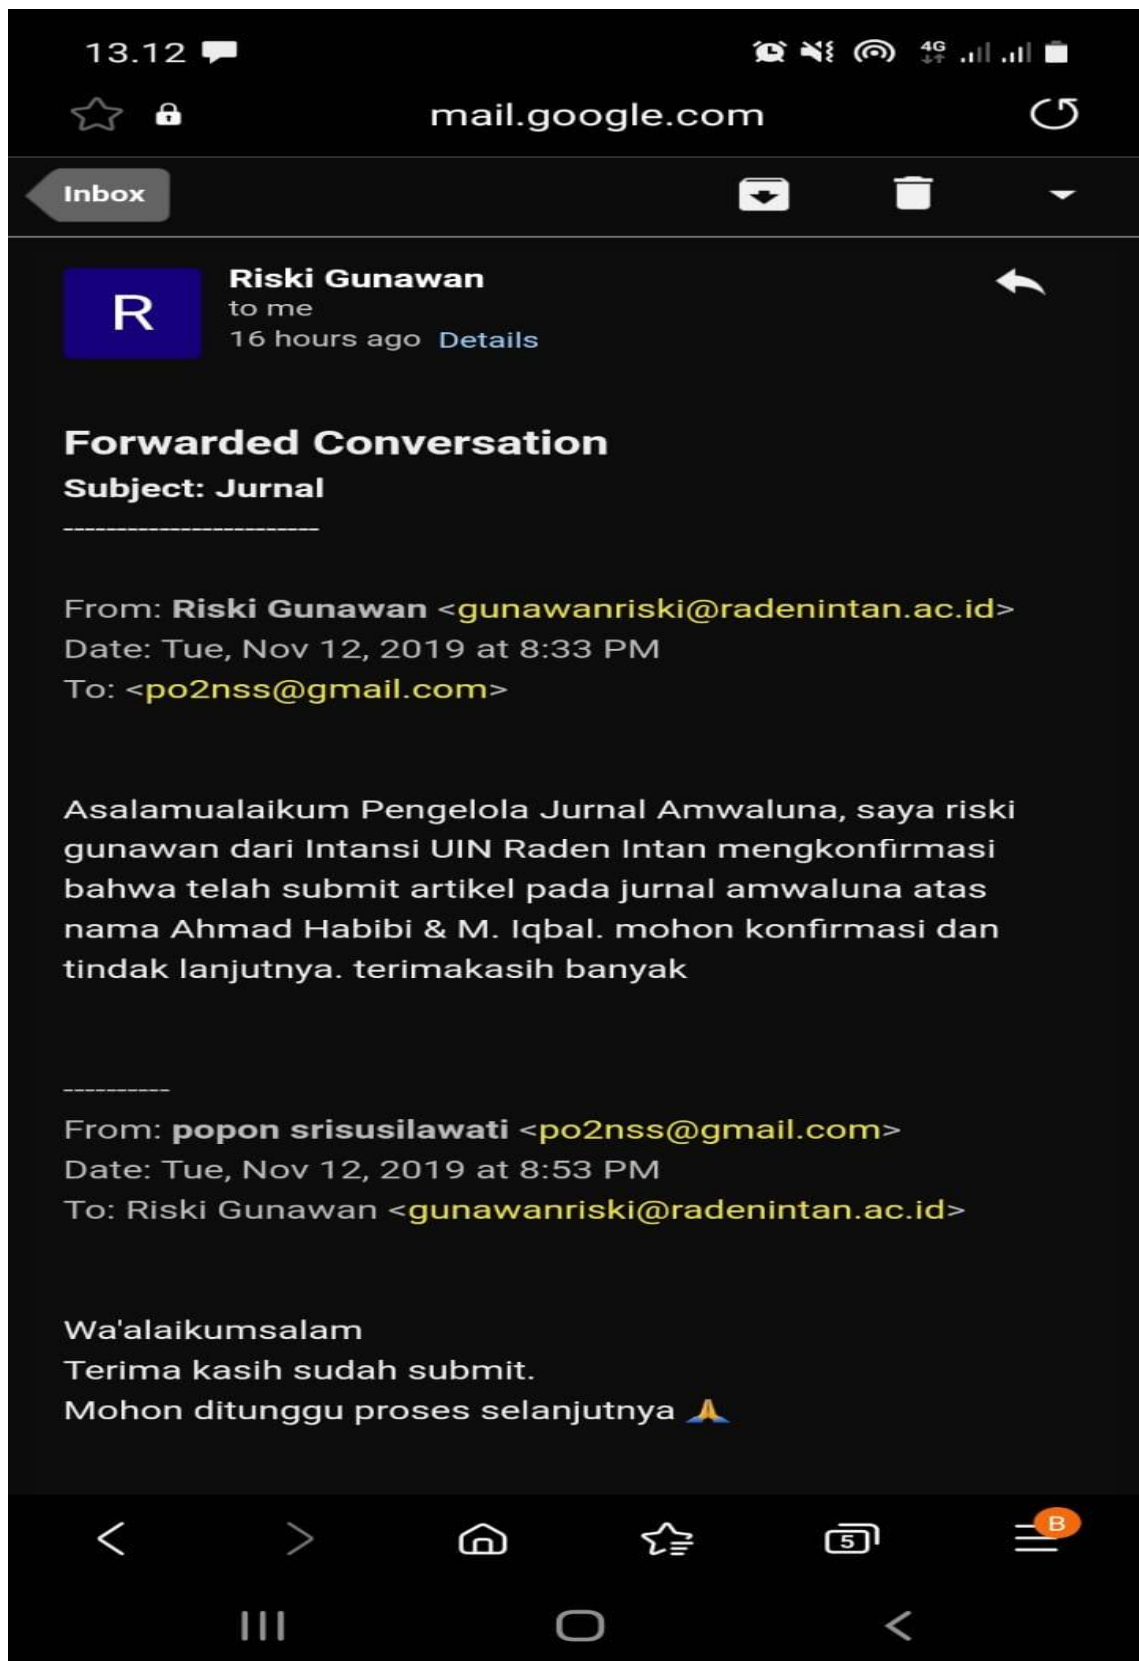 13.12
4G
mail.google.com
Inbox
R
Riski Gunawan
to me
16 hours ago Details
Forwarded Conversation
Subject: Jurnal
------------------------
From: Riski Gunawan <gunawanriski@radenintan.ac.id>
Date: Tue, Nov 12, 2019 at 8:33 PM
To: <po2nss@gmail.com>
Asalamualaikum Pengelola Jurnal Amwaluna, saya riski
gunawan dari Intansi UIN Raden Intan mengkonfirmasi
bahwa telah submit artikel pada jurnal amwaluna atas
nama Ahmad Habibi & M. Iqbal. mohon konfirmasi dan
tindak lanjutnya. terimakasih banyak
----------
From: popon srisusilawati <po2nss@gmail.com>
Date: Tue, Nov 12, 2019 at 8:53 PM
To: Riski Gunawan <gunawanriski@radenintan.ac.id>
Wa'alaikumsalam
Terima kasih sudah submit.
Mohon ditunggu proses selanjutnya 🙏
5
B